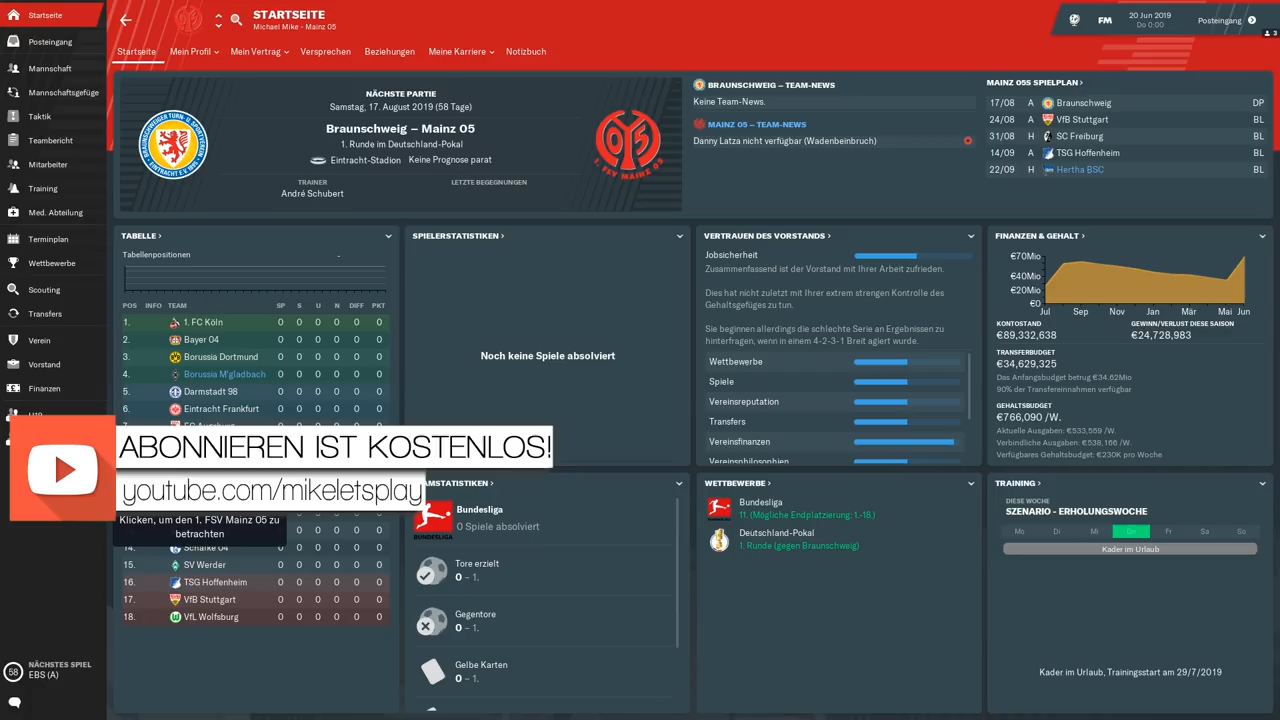 Startseite
Posteingang
Mannschaft
Mannschaftsgefüge
Taktik
Teambericht
Mitarbeiter
Training
Med. Abteilung
Terminplan
Wettbewerbe
Scouting
Transfers
Verein
Vorstand
Finanzen
NÄCHSTES SPIEL
58
EBS (A)
STARTSEITE
Michael Mike - Mainz 05
FM
20 Jun 2019
Do 0:00
Posteingang
3
Startseite
Mein Profil
Mein Vertrag
Versprechen
Beziehungen
Meine Karriere
Notizbuch
NÄCHSTE PARTIE
Samstag, 17. August 2019 (58 Tage)
Braunschweig – Mainz 05
1. Runde im Deutschland-Pokal
Eintracht-Stadion Keine Prognose parat
TRAINER
André Schubert
LETZTE BEGEGNUNGEN
BRAUNSCHWEIG – TEAM-NEWS
Keine Team-News.
MAINZ 05 – TEAM-NEWS
Danny Latza nicht verfügbar (Wadenbeinbruch)
MAINZ 05S SPIELPLAN
17/08 A Braunschweig DP
24/08 A VfB Stuttgart BL
31/08 H SC Freiburg BL
14/09 A TSG Hoffenheim BL
22/09 H Hertha BSC BL
TABELLE
Tabellenpositionen -
POS INFO TEAM SP S U N DIFF PKT
1. 1. FC Köln 0 0 0 0 0 0
2. Bayer 04 0 0 0 0 0 0
3. Borussia Dortmund 0 0 0 0 0 0
4. Borussia M'gladbach 0 0 0 0 0 0
5. Darmstadt 98 0 0 0 0 0 0
6. Eintracht Frankfurt 0 0 0 0 0 0
ABONNIEREN IST KOSTENLOS!
youtube.com/mikeletsplay
Klicken, um den 1. FSV Mainz 05 zu
betrachten
14. Schalke 04 0 0 0 0 0 0
15. SV Werder 0 0 0 0 0 0
16. TSG Hoffenheim 0 0 0 0 0 0
17. VfB Stuttgart 0 0 0 0 0 0
18. VfL Wolfsburg 0 0 0 0 0 0
SPIELERSTATISTIKEN
Noch keine Spiele absolviert
VERTRAUEN DES VORSTANDS
Jobsicherheit
Zusammenfassend ist der Vorstand mit Ihrer Arbeit zufrieden.
Dies hat nicht zuletzt mit Ihrer extrem strengen Kontrolle des
Gehaltsgefüges zu tun.
Sie beginnen allerdings die schlechte Serie an Ergebnissen zu
hinterfragen, wenn in einem 4-2-3-1 Breit agiert wurde.
Wettbewerbe
Spiele
Vereinsreputation
Transfers
Vereinsfinanzen
Vereinsphilosophien
FINANZEN & GEHALT
€70Mio
€40Mio
€20Mio
€0
Jul Sep Nov Jan Mär Mai Jun
KONTOSTAND
€89,332,638
GEWINN/VERLUST DIESE SAISON
€24,728,983
TRANSFERBUDGET
€34,629,325
Das Anfangsbudget betrug €34,62Mio
90% der Transfereinnahmen verfügbar
GEHALTSBUDGET
€766,090 /W.
Aktuelle Ausgaben: €533,559 /W.
Verbindliche Ausgaben: €538,166 /W.
Verfügbares Gehaltsbudget: €230K pro Woche
BUNDESLIGA
Bundesliga
0 Spiele absolviert
Tore erzielt
0 – 1.
Gegentore
0 – 1.
Gelbe Karten
0 – 1.
WETTBEWERBE
Bundesliga
11. (Mögliche Endplatzierung: 1.-18.)
Deutschland-Pokal
1. Runde (gegen Braunschweig)
TRAINING
DIESE WOCHE
SZENARIO - ERHOLUNGSWOCHE
Mo Di Mi Do Fr Sa So
Kader im Urlaub
Kader im Urlaub, Trainingsstart am 29/7/2019